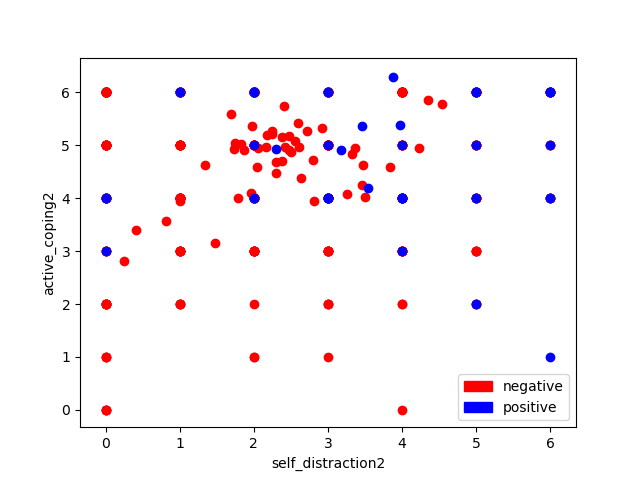 6
5
4
3
2
1
0
active_coping2
0 1 2 3 4 5 6
self_distraction2
negative
positive